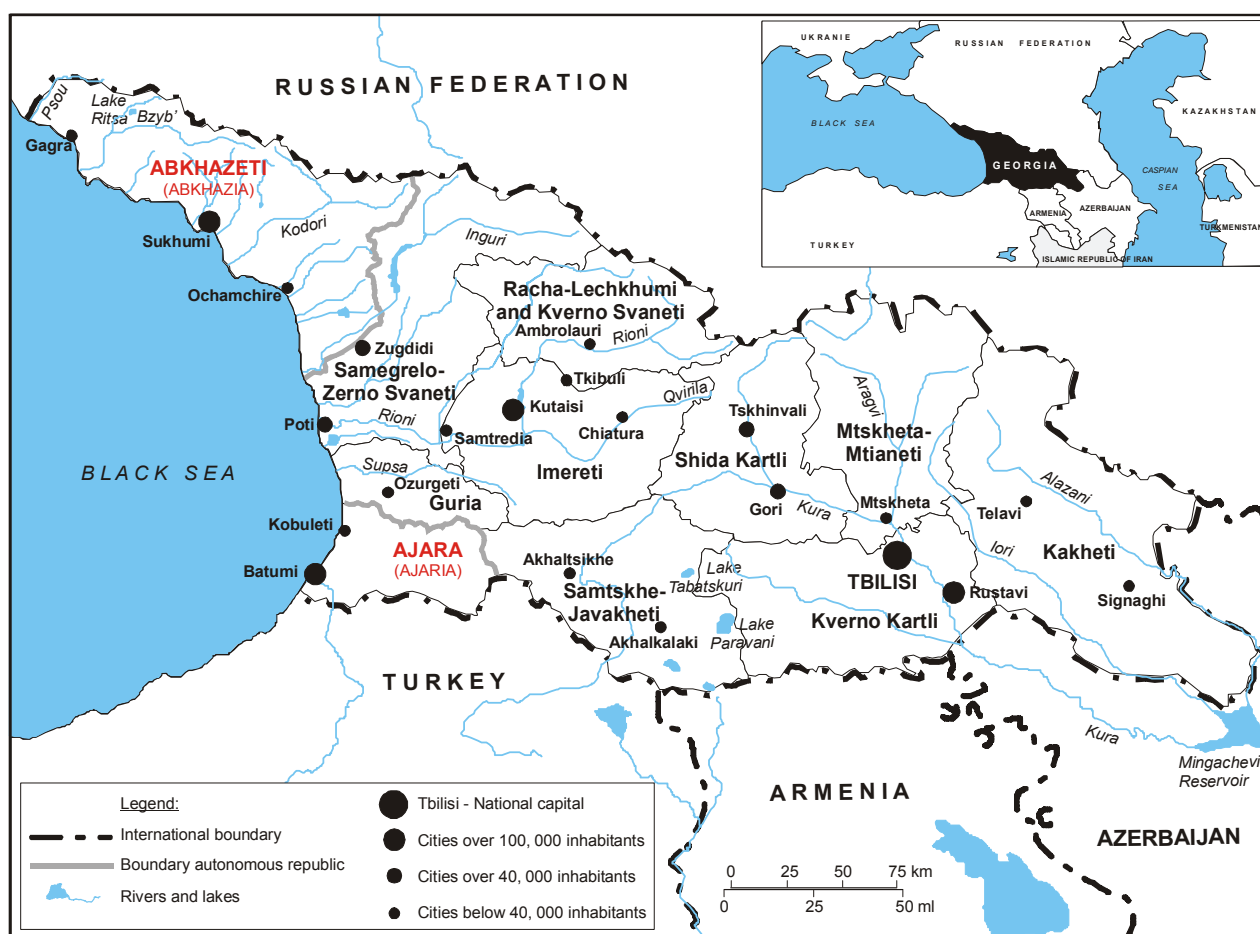 RUSSIAN FEDERATION
Psou
Lake
Ritsa
Bzyb'
Gagra
ABKHAZETI
(ABKHAZIA)
Sukhumi
Kodori
Inguri
Ochamchire
Racha-Lechkhumi
and Kverno Svaneti
Ambrolauri
Rioni
Zugdidi
Samegrelo-
Zerno Svaneti
Tkibuli
Qvirila
Kutaisi
Poti
Rioni
Samtredia
Chiatura
Imereti
Tskhinvali
Shida Kartli
Aragvi
Mtskheta-
Mtianeti
BLACK SEA
Supsa
Ozurgeti
Guria
Gori
Kura
Mtskheta
Telavi
Alazani
Kobuleti
AJARA
(AJARIA)
Batumi
Akhaltsikhe
Samtskhe-
Javakheti
Akhalkalaki
Lake
Tabatskuri
Lake
Paravani
TBILISI
Rustavi
Kverno Kartli
Iori
Kakheti
Signaghi
TURKEY
Kura
Mingachevi
Reservoir
ARMENIA
AZERBAIJAN
UKRANIE
RUSSIAN FEDERATION
KAZAKHSTAN
BLACK SEA
GEORGIA
CASPIAN
SEA
ARMENIA
AZERBAIJAN
TURKMENISTAN
TURKEY
ISLAMIC REPUBLIC OF IRAN
Legend:
International boundary
Boundary autonomous republic
Rivers and lakes
Tbilisi - National capital
Cities over 100, 000 inhabitants
Cities over 40, 000 inhabitants
Cities below 40, 000 inhabitants
0 25 50 75 km
0 25 50 ml